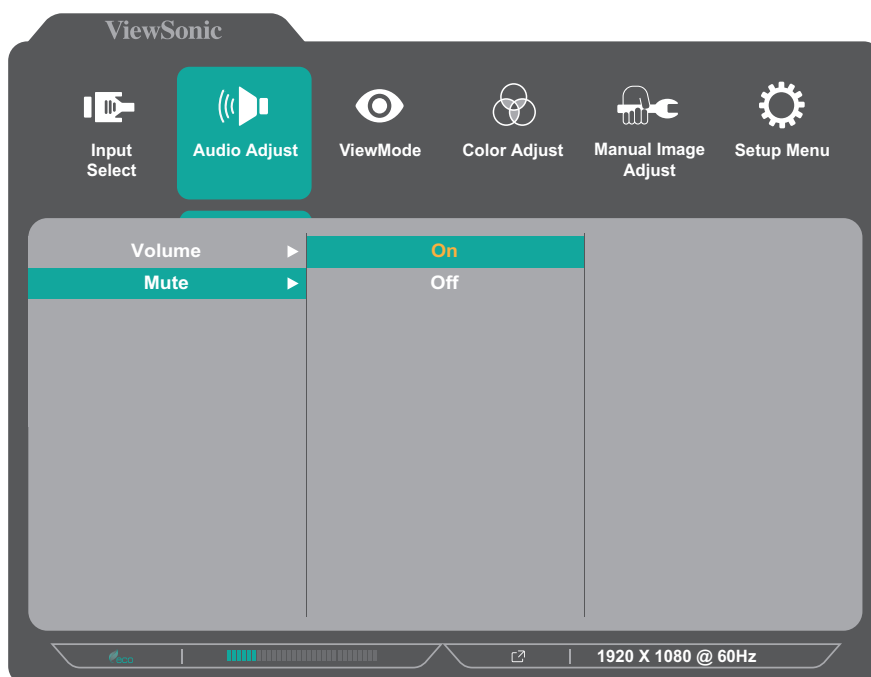 ViewSonic
Input
Select
Audio Adjust
ViewMode
Color Adjust
Manual Image
Adjust
Setup Menu
Volume
On
Mute
Off
eco
1920 X 1080 @ 60Hz